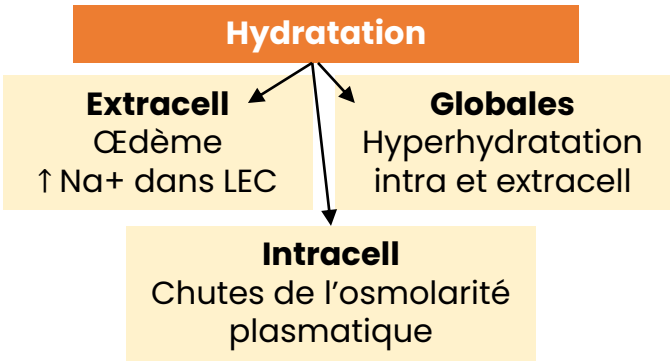 Hydratation
Extracell
Œdème
↑ Na+ dans LEC
Globales
Hyperhydratation
intra et extracell
Intracell
Chutes de l’osmolarité
plasmatique